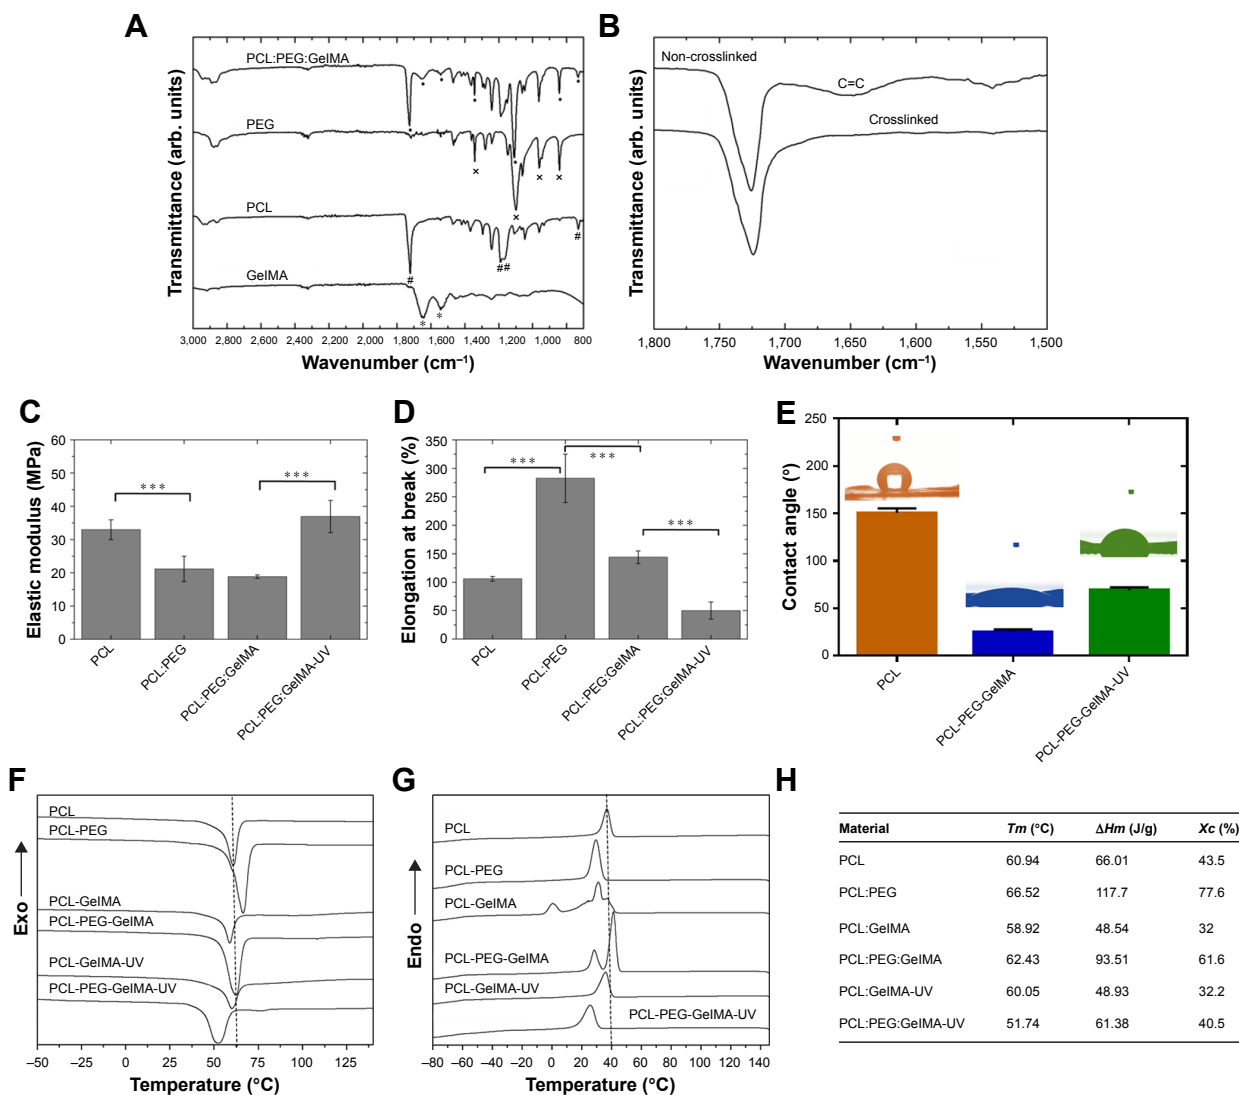 A
PCL:PEG:GelMA
PEG
PCL
GelMA
× × ×
×
# ## #
* *
Transmittance (arb. units)
3,000 2,800 2,600 2,400 2,200 2,000 1,800 1,600 1,400 1,200 1,000 800
Wavenumber (cm⁻¹)
B
Non-crosslinked
C=C
Crosslinked
Transmittance (arb. units)
1,800 1,750 1,700 1,650 1,600 1,550 1,500
Wavenumber (cm⁻¹)
C
Elastic modulus (MPa)
60
50
40
30
20
10
0
*** ***
PCL PCL:PEG PCL:PEG:GelMA PCL:PEG:GelMA-UV
D
Elongation at break (%)
350
300
250
200
150
100
50
0
*** *** ***
PCL PCL:PEG PCL:PEG:GelMA PCL:PEG:GelMA-UV
E
Contact angle (°)
250
200
150
100
50
0
PCL PCL-PEG-GelMA PCL-PEG-GelMA-UV
F
Exo
PCL
PCL-PEG
PCL-GelMA
PCL-PEG-GelMA
PCL-GelMA-UV
PCL-PEG-GelMA-UV
–50 –25 0 25 50 75 100 125
Temperature (°C)
G
Endo
PCL
PCL-PEG
PCL-GelMA
PCL-PEG-GelMA
PCL-GelMA-UV
PCL-PEG-GelMA-UV
–80 –60 –40 –20 0 20 40 60 80 100 120 140
Temperature (°C)
H
Material Tm (°C) ΔHm (J/g) Xc (%)
PCL 60.94 66.01 43.5
PCL:PEG 66.52 117.7 77.6
PCL:GelMA 58.92 48.54 32
PCL:PEG:GelMA 62.43 93.51 61.6
PCL:GelMA-UV 60.05 48.93 32.2
PCL:PEG:GelMA-UV 51.74 61.38 40.5